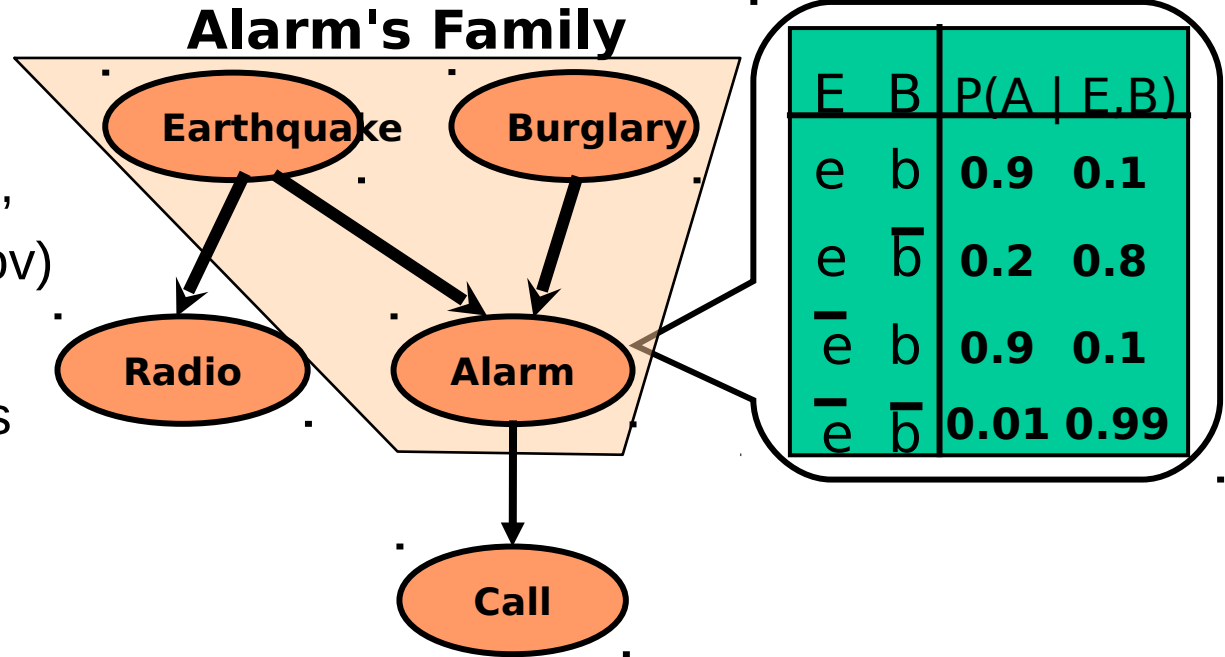 Alarm's Family
Earthquake
Burglary
,
ov)
Radio
Alarm
s
Call
E B P(A | E,B)
e b 0.9 0.1
e b̅ 0.2 0.8
e̅ b 0.9 0.1
e̅ b̅ 0.01 0.99